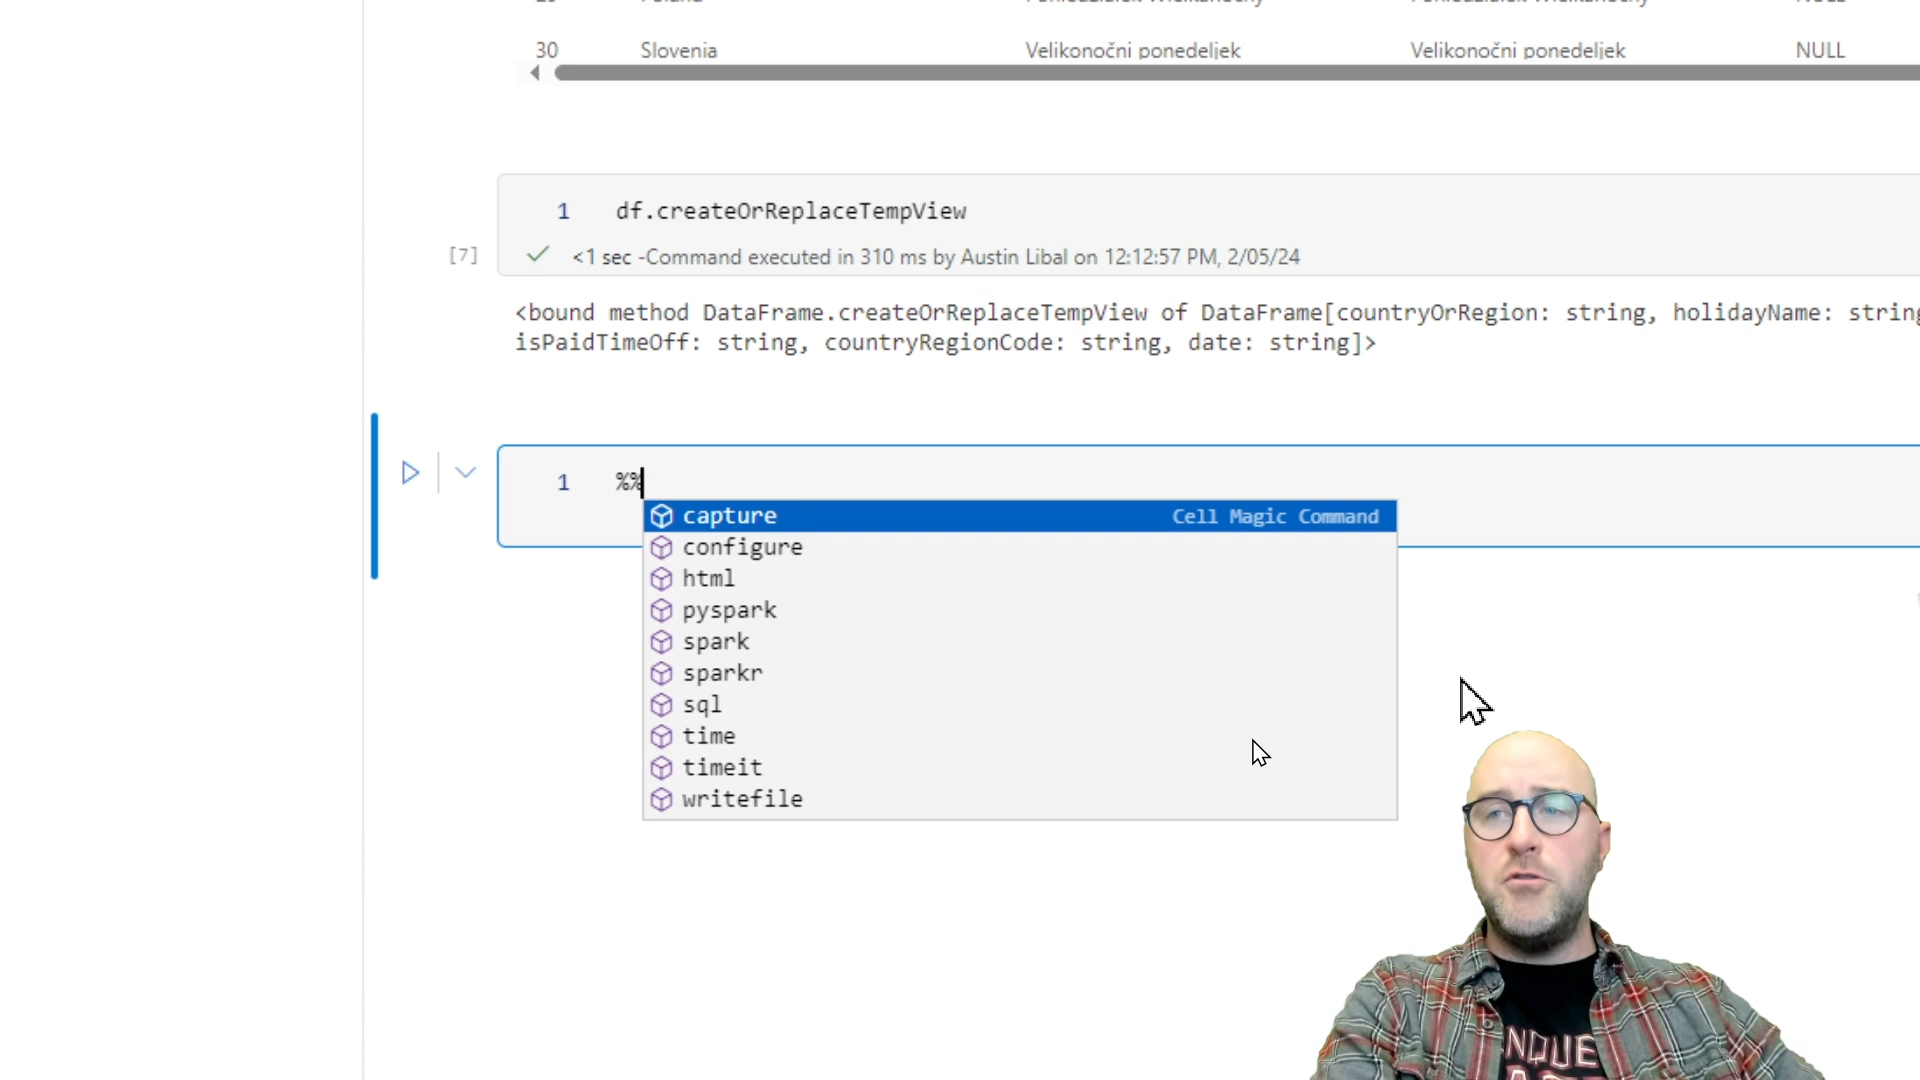 30 Slovenia Velikonočni ponedeljek Velikonočni ponedeljek NULL
1 df.createOrReplaceTempView
[7] <1 sec -Command executed in 310 ms by Austin Libal on 12:12:57 PM, 2/05/24
<bound method DataFrame.createOrReplaceTempView of DataFrame[countryOrRegion: string, holidayName: string
isPaidTimeOff: string, countryRegionCode: string, date: string]>
1 %%
capture Cell Magic Command
configure
html
pyspark
spark
sparkr
sql
time
timeit
writefile